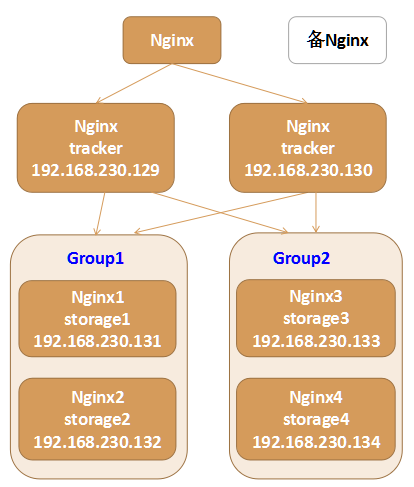 Nginx
备Nginx
Nginx
tracker
192.168.230.129
Nginx
tracker
192.168.230.130
Group1
Nginx1
storage1
192.168.230.131
Nginx2
storage2
192.168.230.132
Group2
Nginx3
storage3
192.168.230.133
Nginx4
storage4
192.168.230.134